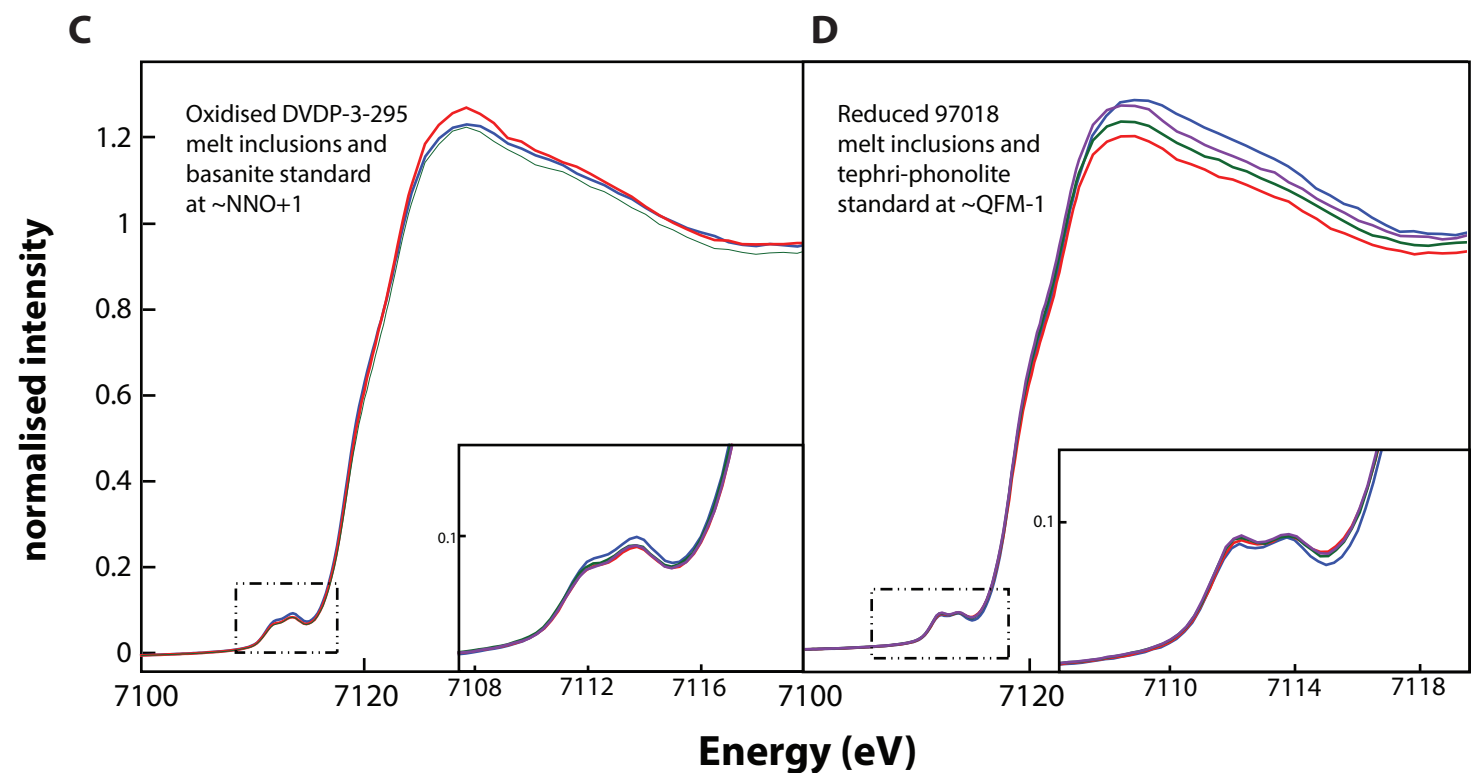 C
D
Oxidised DVDP-3-295
melt inclusions and
basanite standard
at ~NNO+1
Reduced 97018
melt inclusions and
tephri-phonolite
standard at ~QFM-1
normalised intensity
1.2
1
0.8
0.6
0.4
0.2
0
0.1
0.1
7100
7120
7108
7112
7116
7100
7120
7110
7114
7118
Energy (eV)